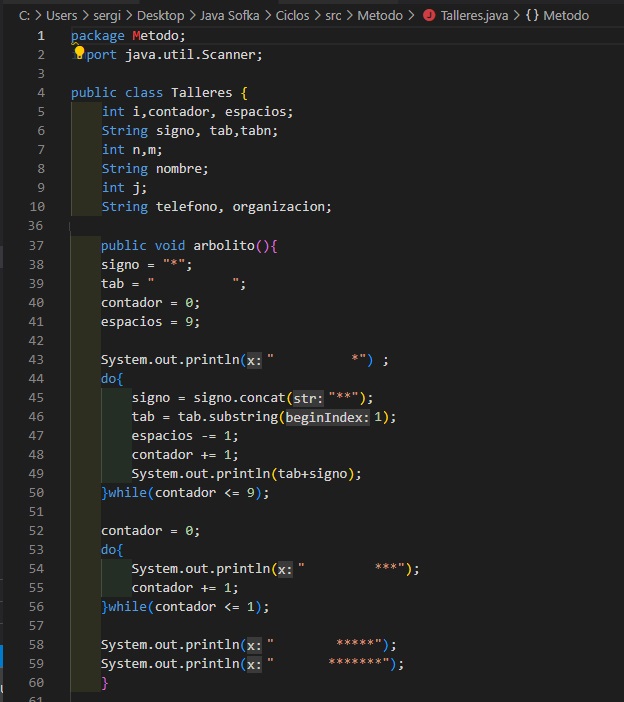 C: > Users > sergi > Desktop > Java Sofka > Ciclos > src > Metodo > J Talleres.java > {} Metodo
1 package Metodo;
2 port java.util.Scanner;
3
4 public class Talleres {
5     int i,contador, espacios;
6     String signo, tab,tabn;
7     int n,m;
8     String nombre;
9     int j;
10     String telefono, organizacion;
36
37     public void arbolito(){
38     signo = "*";
39     tab = "          ";
40     contador = 0;
41     espacios = 9;
42
43     System.out.println(x: "          *") ;
44     do{
45         signo = signo.concat(str: "**");
46         tab = tab.substring(beginIndex: 1);
47         espacios -= 1;
48         contador += 1;
49         System.out.println(tab+signo);
50     }while(contador <= 9);
51
52     contador = 0;
53     do{
54         System.out.println(x: "         ***");
55         contador += 1;
56     }while(contador <= 1);
57
58     System.out.println(x: "        *****");
59     System.out.println(x: "       *******");
60     }
61